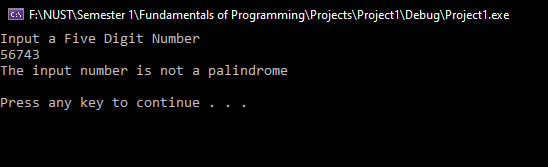 F:\NUST\Semester 1\Fundamentals of Programming\Projects\Project1\Debug\Project1.exe
Input a Five Digit Number
56743
The input number is not a palindrome
Press any key to continue . . .